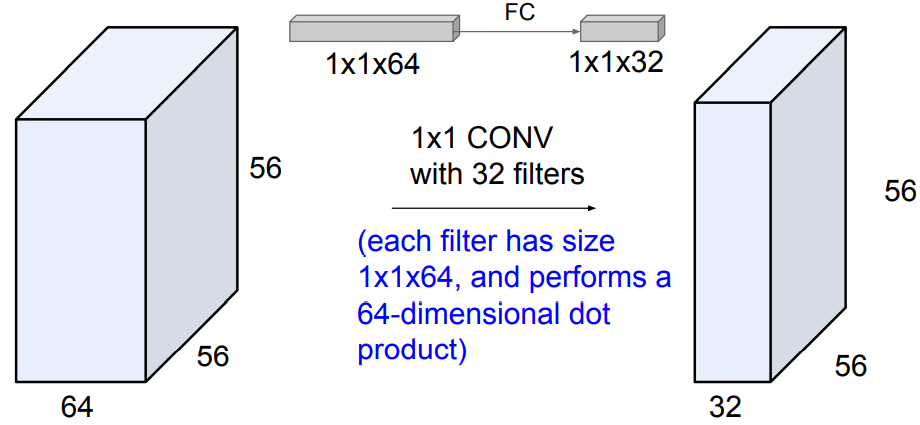 FC
1x1x64
1x1x32
1x1 CONV
with 32 filters
(each filter has size
1x1x64, and performs a
64-dimensional dot
product)
56
56
64
56
56
32